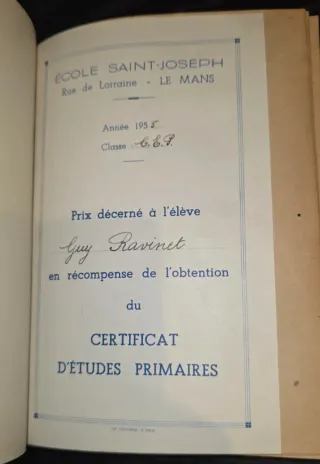 ÉCOLE SAINT-JOSEPH
Rue de Lorraine - LE MANS
Année 1955
Classe C.E.P.
Prix décerné à l'élève
Guy Ravinet
en récompense de l'obtention
du
CERTIFICAT
D'ÉTUDES PRIMAIRES